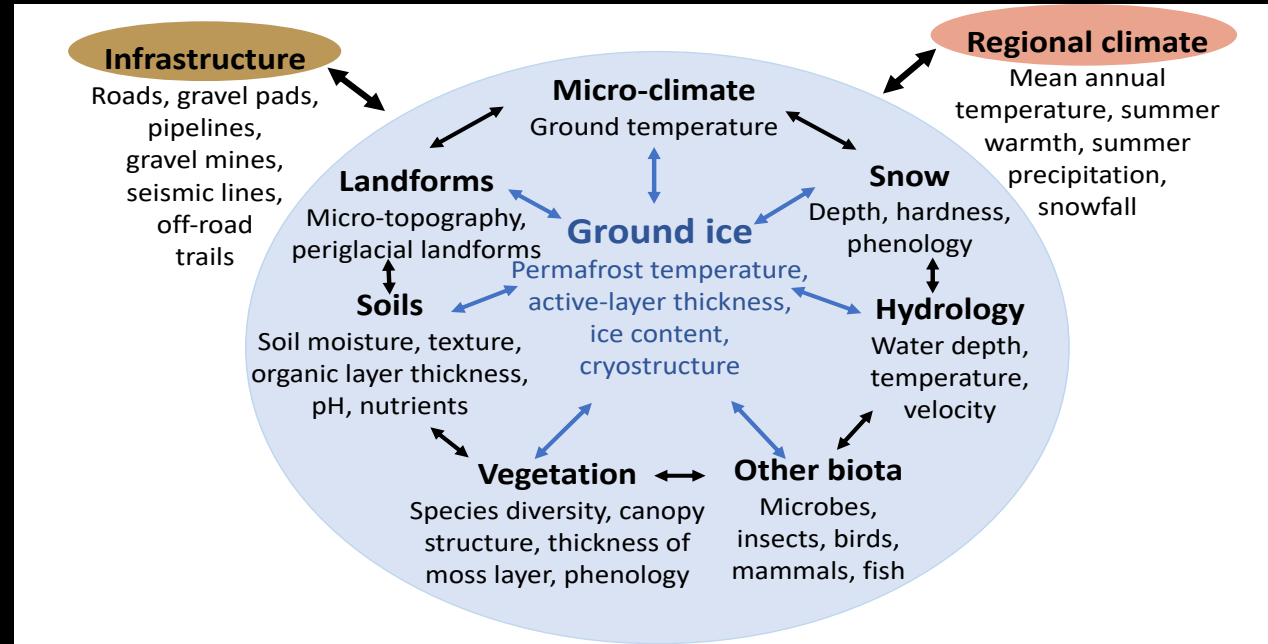 Infrastructure
Roads, gravel pads,
pipelines,
gravel mines,
seismic lines,
off-road
trails
Regional climate
Mean annual
temperature, summer
warmth, summer
precipitation,
snowfall
Micro-climate
Ground temperature
Landforms
Micro-topography,
periglacial landforms
Snow
Depth, hardness,
phenology
Ground ice
Permafrost temperature,
active-layer thickness,
ice content,
cryostructure
Soils
Soil moisture, texture,
organic layer thickness,
pH, nutrients
Hydrology
Water depth,
temperature,
velocity
Vegetation
Species diversity, canopy
structure, thickness of
moss layer, phenology
Other biota
Microbes,
insects, birds,
mammals, fish